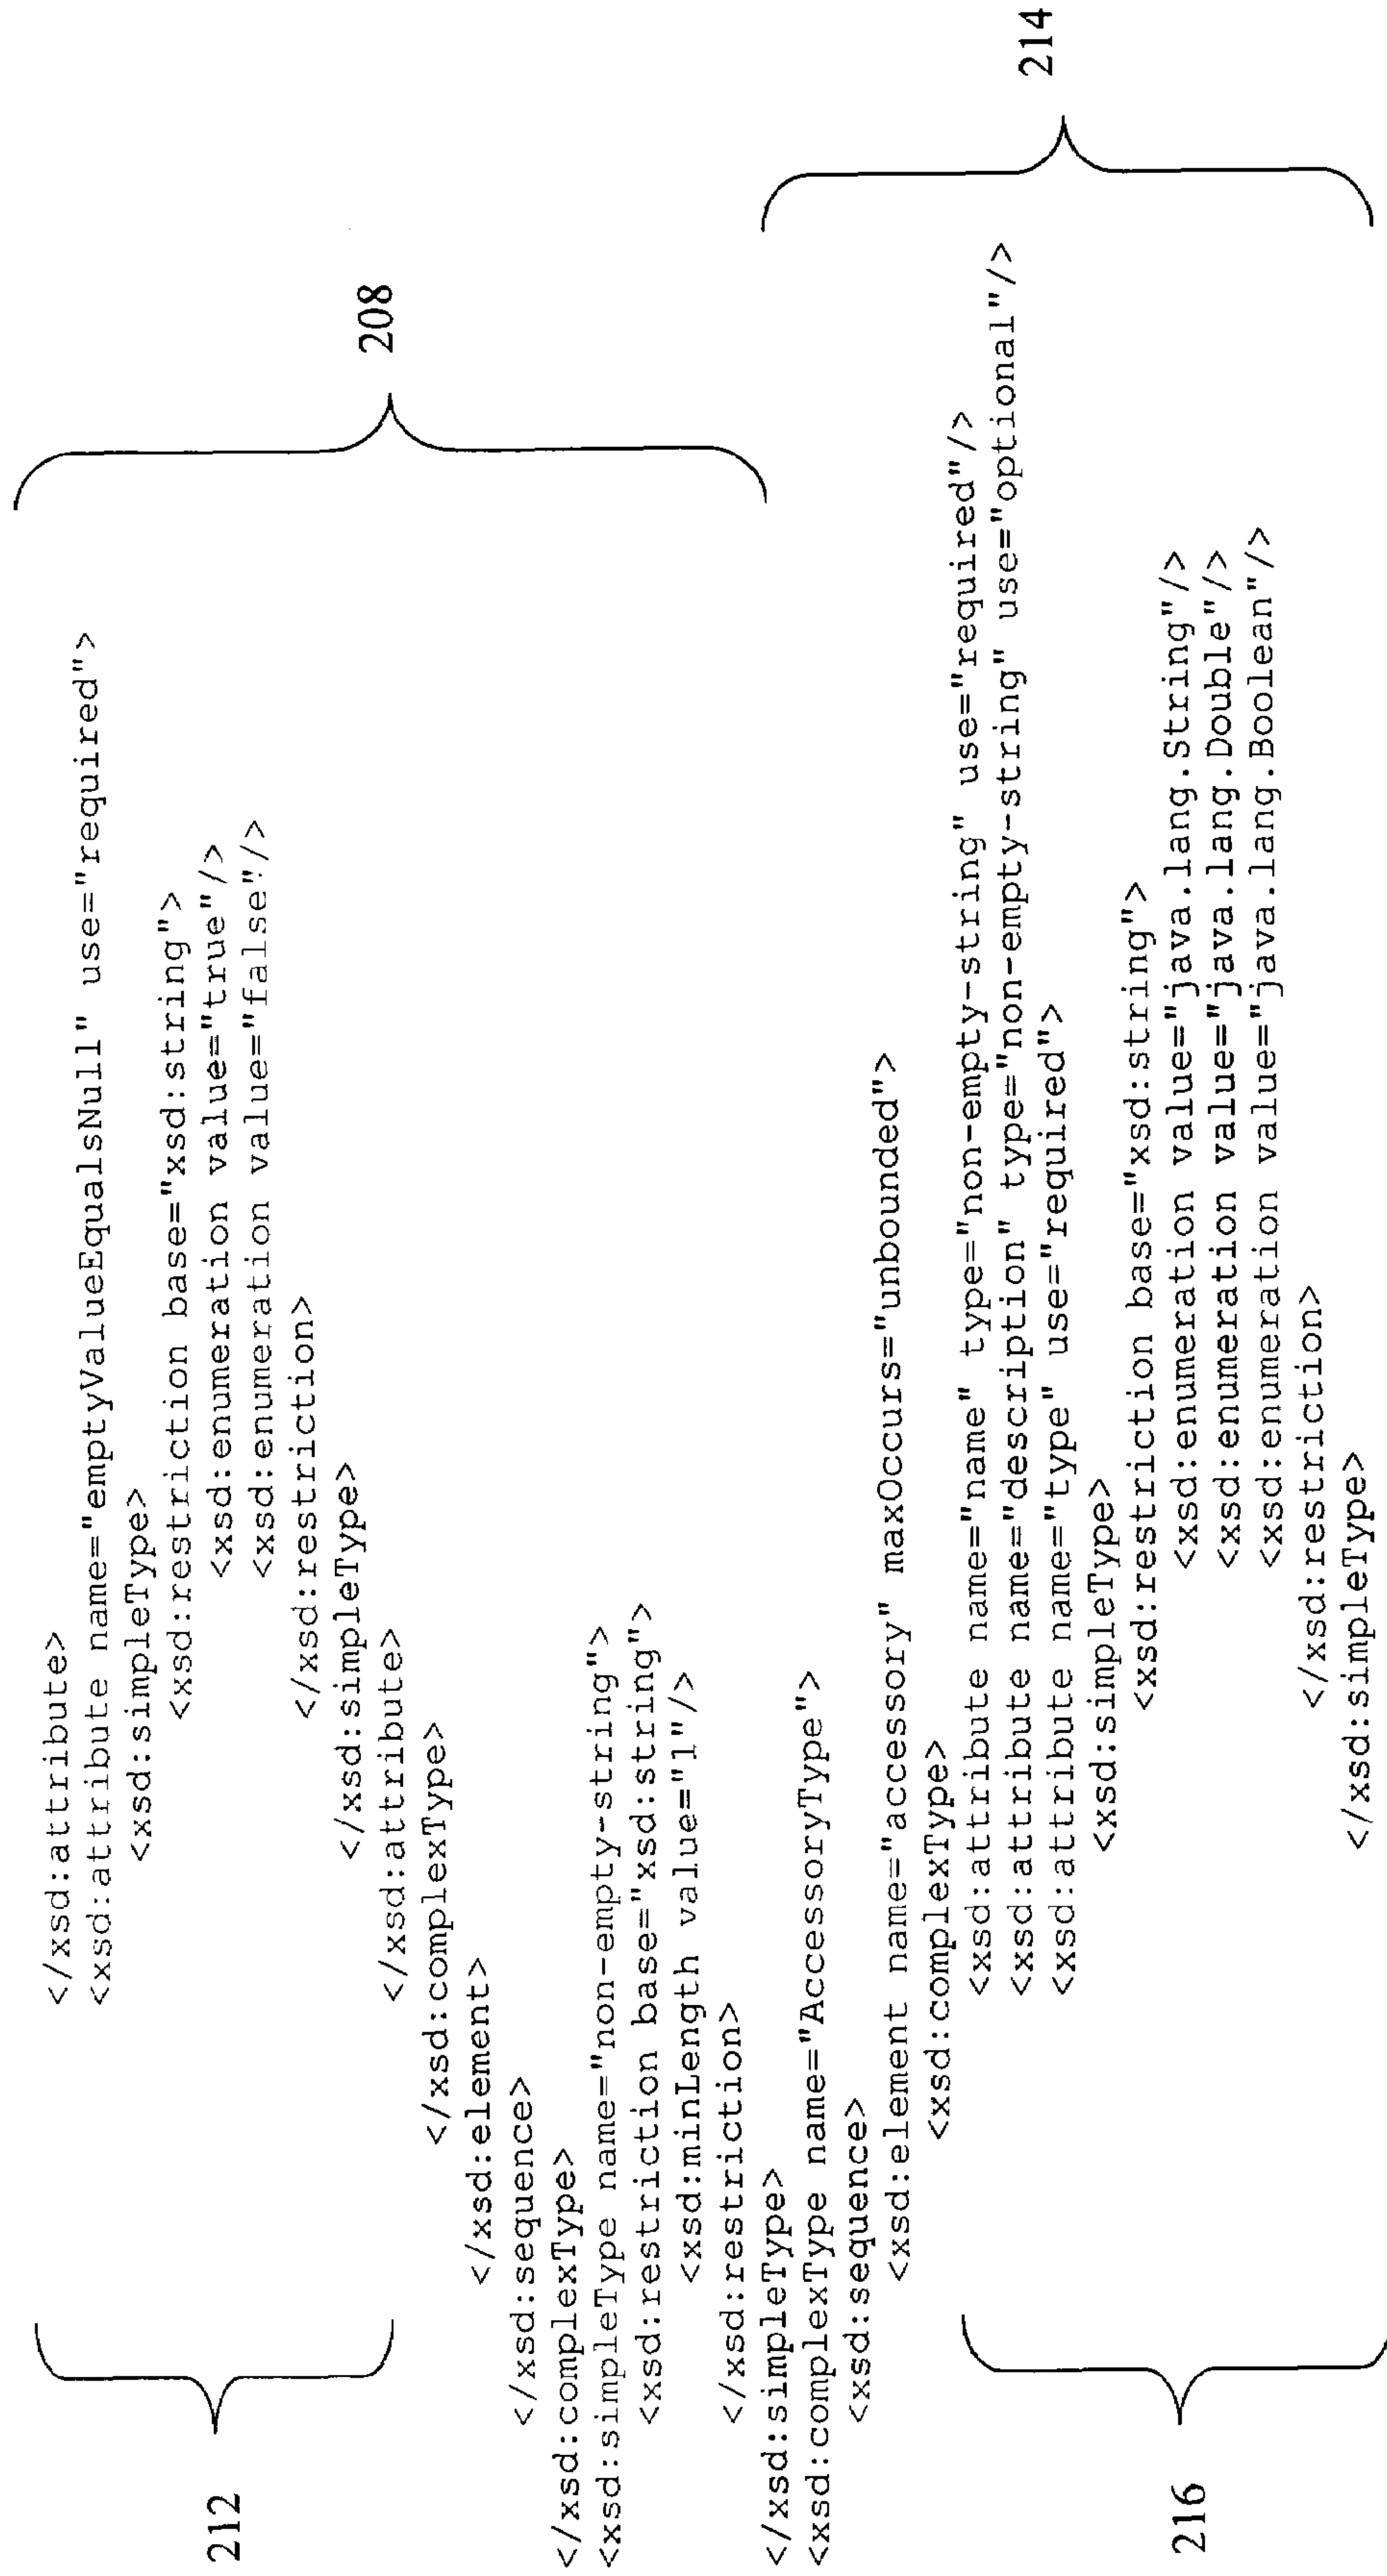 </xsd:attribute>
<xsd:attribute name="emptyValueEqualsNull" use="required">
<xsd:simpleType>
<xsd:restriction base="xsd:string">
<xsd:enumeration value="true"/>
<xsd:enumeration value="false"/>
</xsd:restriction>
</xsd:simpleType>
</xsd:attribute>
</xsd:complexType>
</xsd:element>
</xsd:sequence>
</xsd:complexType>
<xsd:simpleType name="non-empty-string">
<xsd:restriction base="xsd:string">
<xsd:minLength value="1"/>
</xsd:restriction>
</xsd:simpleType>
<xsd:complexType name="AccessoryType">
<xsd:sequence>
<xsd:element name="accessory" maxOccurs="unbounded">
<xsd:complexType>
<xsd:attribute name="name" type="non-empty-string" use="required"/>
<xsd:attribute name="description" type="non-empty-string" use="optional"/>
<xsd:attribute name="type" use="required">
<xsd:simpleType>
<xsd:restriction base="xsd:string">
<xsd:enumeration value="java.lang.String"/>
<xsd:enumeration value="java.lang.Double"/>
<xsd:enumeration value="java.lang.Boolean"/>
</xsd:restriction>
</xsd:simpleType>
212
208
216
214